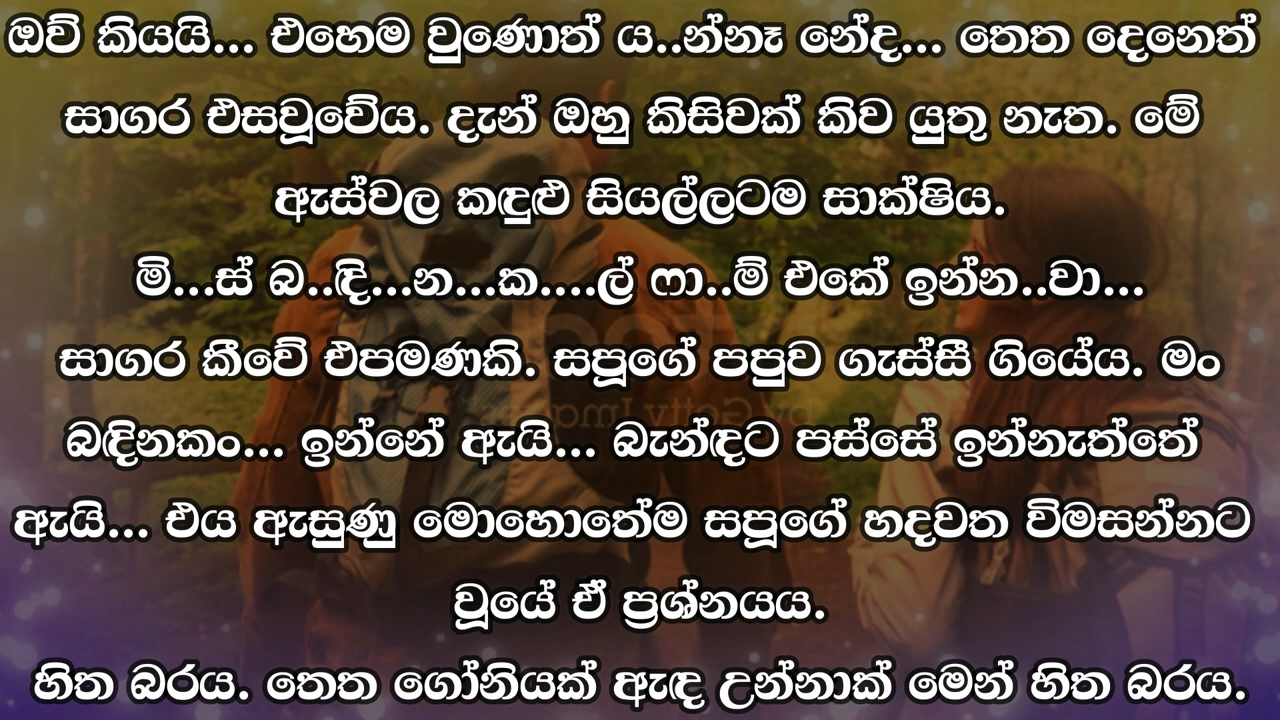 ඔව් කියයි... එහෙම වුණොත් ය..න්නෑ නේද... තෙත දෙනෙත්
සාගර එසවූවේය. දැන් ඔහු කිසිවක් කිව යුතු නැත. මේ
ඇස්වල කඳුළු සියල්ලටම සාක්ෂිය.
මි...ස් බ..ඳි...න...ක....ල් ෆා..ම් එකේ ඉන්න..වා...
සාගර කීවේ එපමණකි. සපූගේ පපුව ගැස්සී ගියේය. මං
බඳිනකං... ඉන්නේ ඇයි... බැන්ඳට පස්සේ ඉන්නැත්තේ
ඇයි... එය ඇසුණු මොහොතේම සපූගේ හදවත විමසන්නට
වූයේ ඒ ප්‍රශ්නයය.
හිත බරය. තෙත ගෝනියක් ඇඳ උන්නාක් මෙන් හිත බරය.